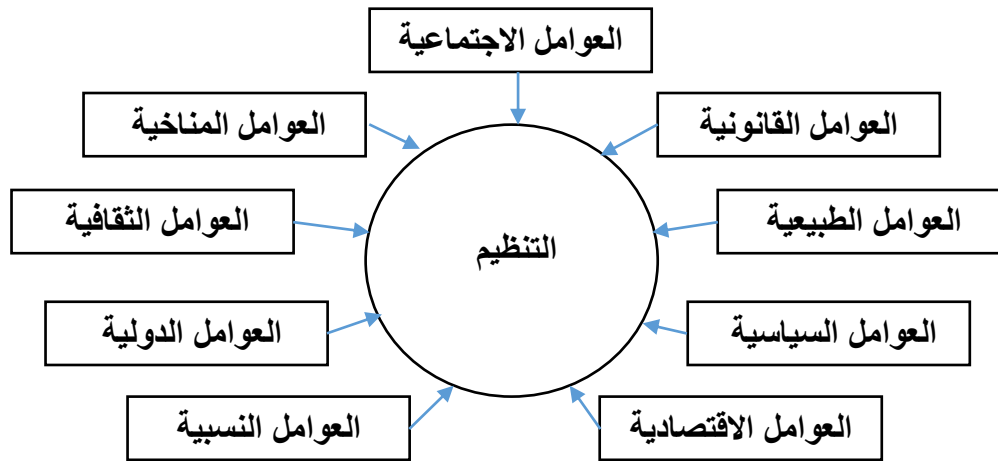 العوامل الاجتماعية
العوامل القانونية
العوامل المناخية
العوامل الطبيعية
العوامل الثقافية
التنظيم
العوامل السياسية
العوامل الدولية
العوامل الاقتصادية
العوامل النسبية